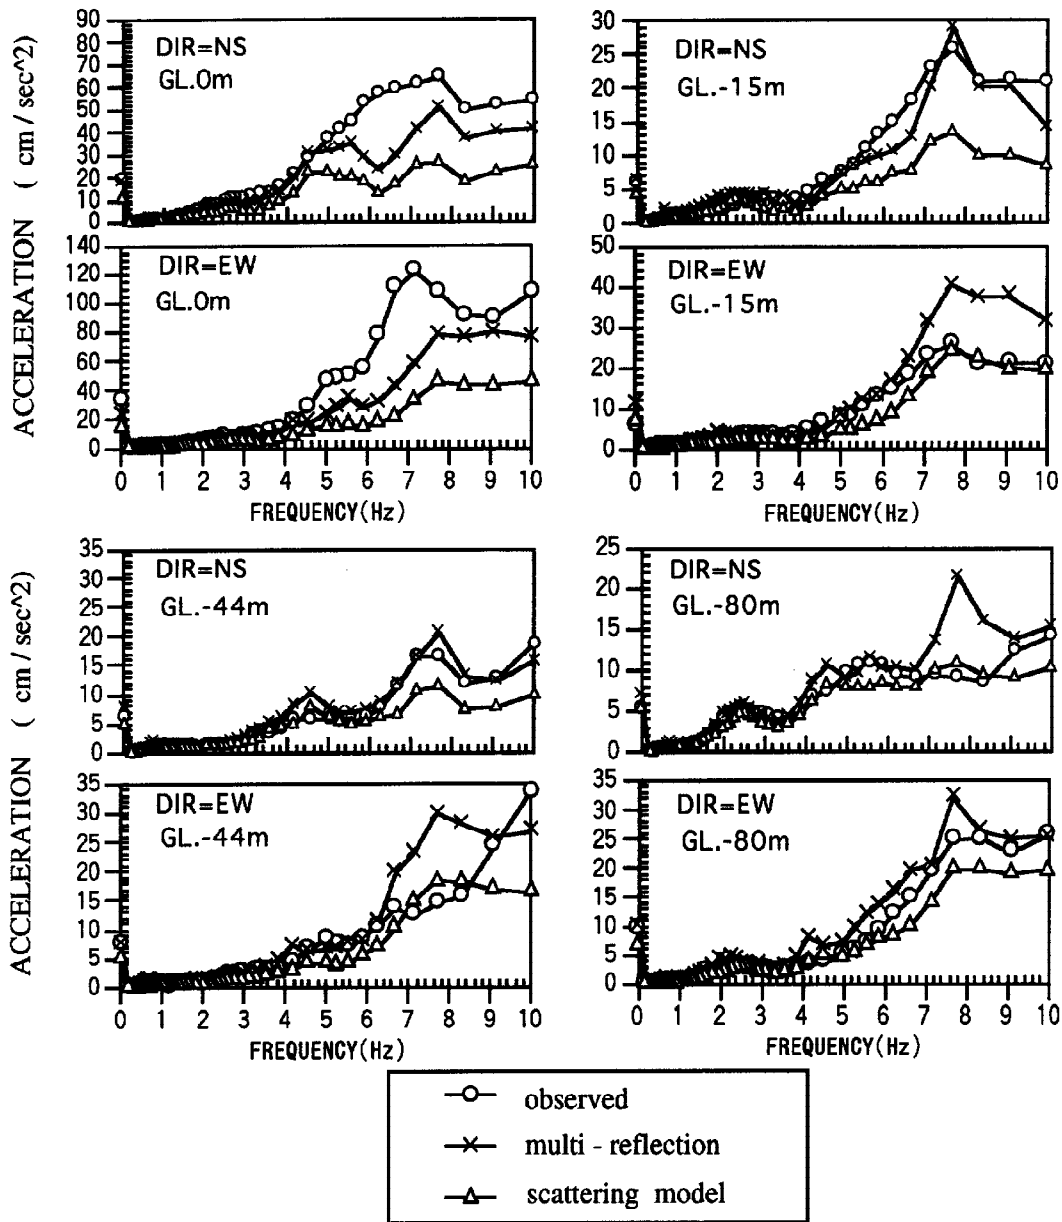 90
80
70
60
50
40
30
20
10
0
DIR=NS
GL.0m
30
25
20
15
10
5
0
DIR=NS
GL.-15m
ACCELERATION ( cm / sec^2)
140
120
100
80
60
40
20
0
DIR=EW
GL.0m
0 1 2 3 4 5 6 7 8 9 10
FREQUENCY(Hz)
50
40
30
20
10
0
DIR=EW
GL.-15m
0 1 2 3 4 5 6 7 8 9 10
FREQUENCY(Hz)
35
30
25
20
15
10
5
0
DIR=NS
GL.-44m
25
20
15
10
5
0
DIR=NS
GL.-80m
ACCELERATION ( cm / sec^2)
35
30
25
20
15
10
5
0
DIR=EW
GL.-44m
0 1 2 3 4 5 6 7 8 9 10
FREQUENCY(Hz)
35
30
25
20
15
10
5
0
DIR=EW
GL.-80m
0 1 2 3 4 5 6 7 8 9 10
FREQUENCY(Hz)
observed
multi - reflection
scattering model